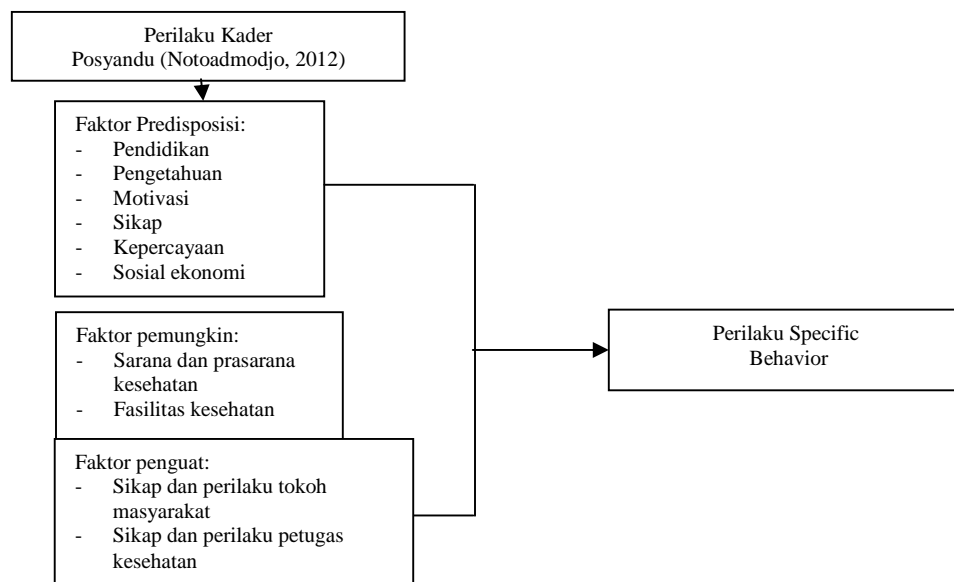 Perilaku Kader
Posyandu (Notoadmodjo, 2012)
Faktor Predisposisi:
- Pendidikan
- Pengetahuan
- Motivasi
- Sikap
- Kepercayaan
- Sosial ekonomi
Faktor pemungkin:
- Sarana dan prasarana
kesehatan
- Fasilitas kesehatan
Faktor penguat:
- Sikap dan perilaku tokoh
masyarakat
- Sikap dan perilaku petugas
kesehatan
Perilaku Specific
Behavior